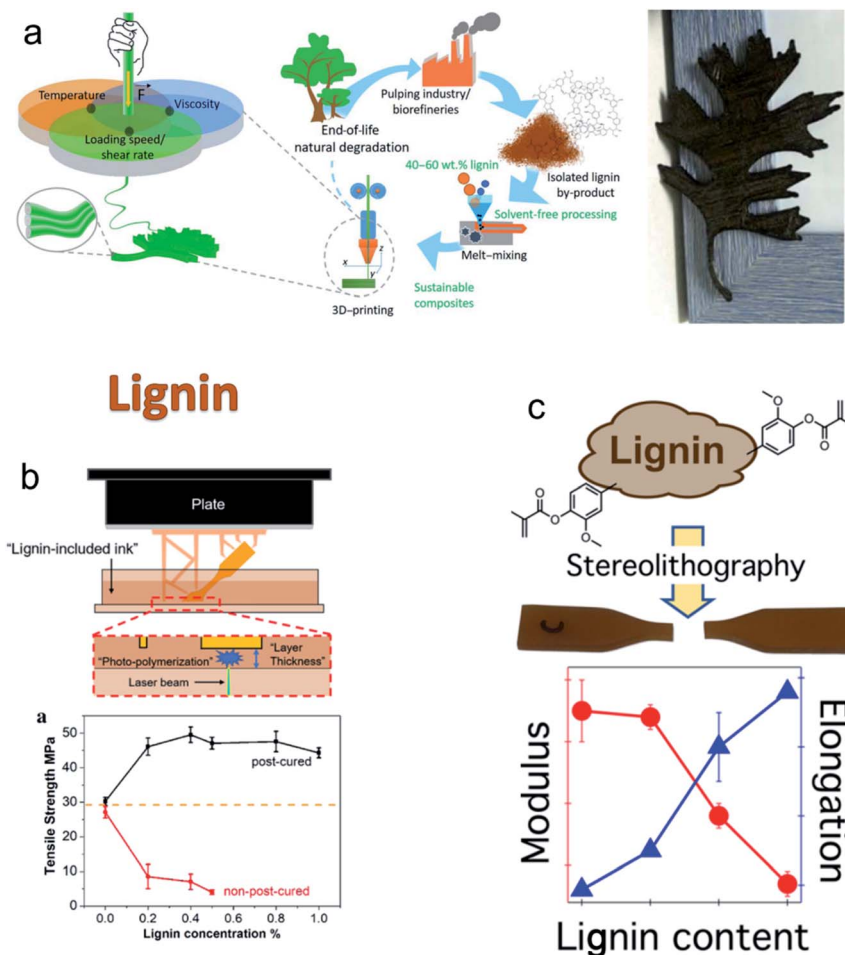 a
Temperature
F
Viscosity
Loading speed/
shear rate
End-of-life
natural degradation
Pulping industry/
biorefineries
Isolated lignin
by-product
40–60 wt.% lignin
Solvent-free processing
Melt-mixing
Sustainable
composites
3D-printing
x
y
z
Lignin
b
Plate
"Lignin-included ink"
"Photo-polymerization"
"Layer
Thickness"
Laser beam
a
Tensile Strength MPa
50
40
30
20
10
0
post-cured
non-post-cured
0.0 0.2 0.4 0.6 0.8 1.0
Lignin concentration %
c
Lignin
O
O
O
O
O
O
Stereolithography
Modulus
Elongation
Lignin content